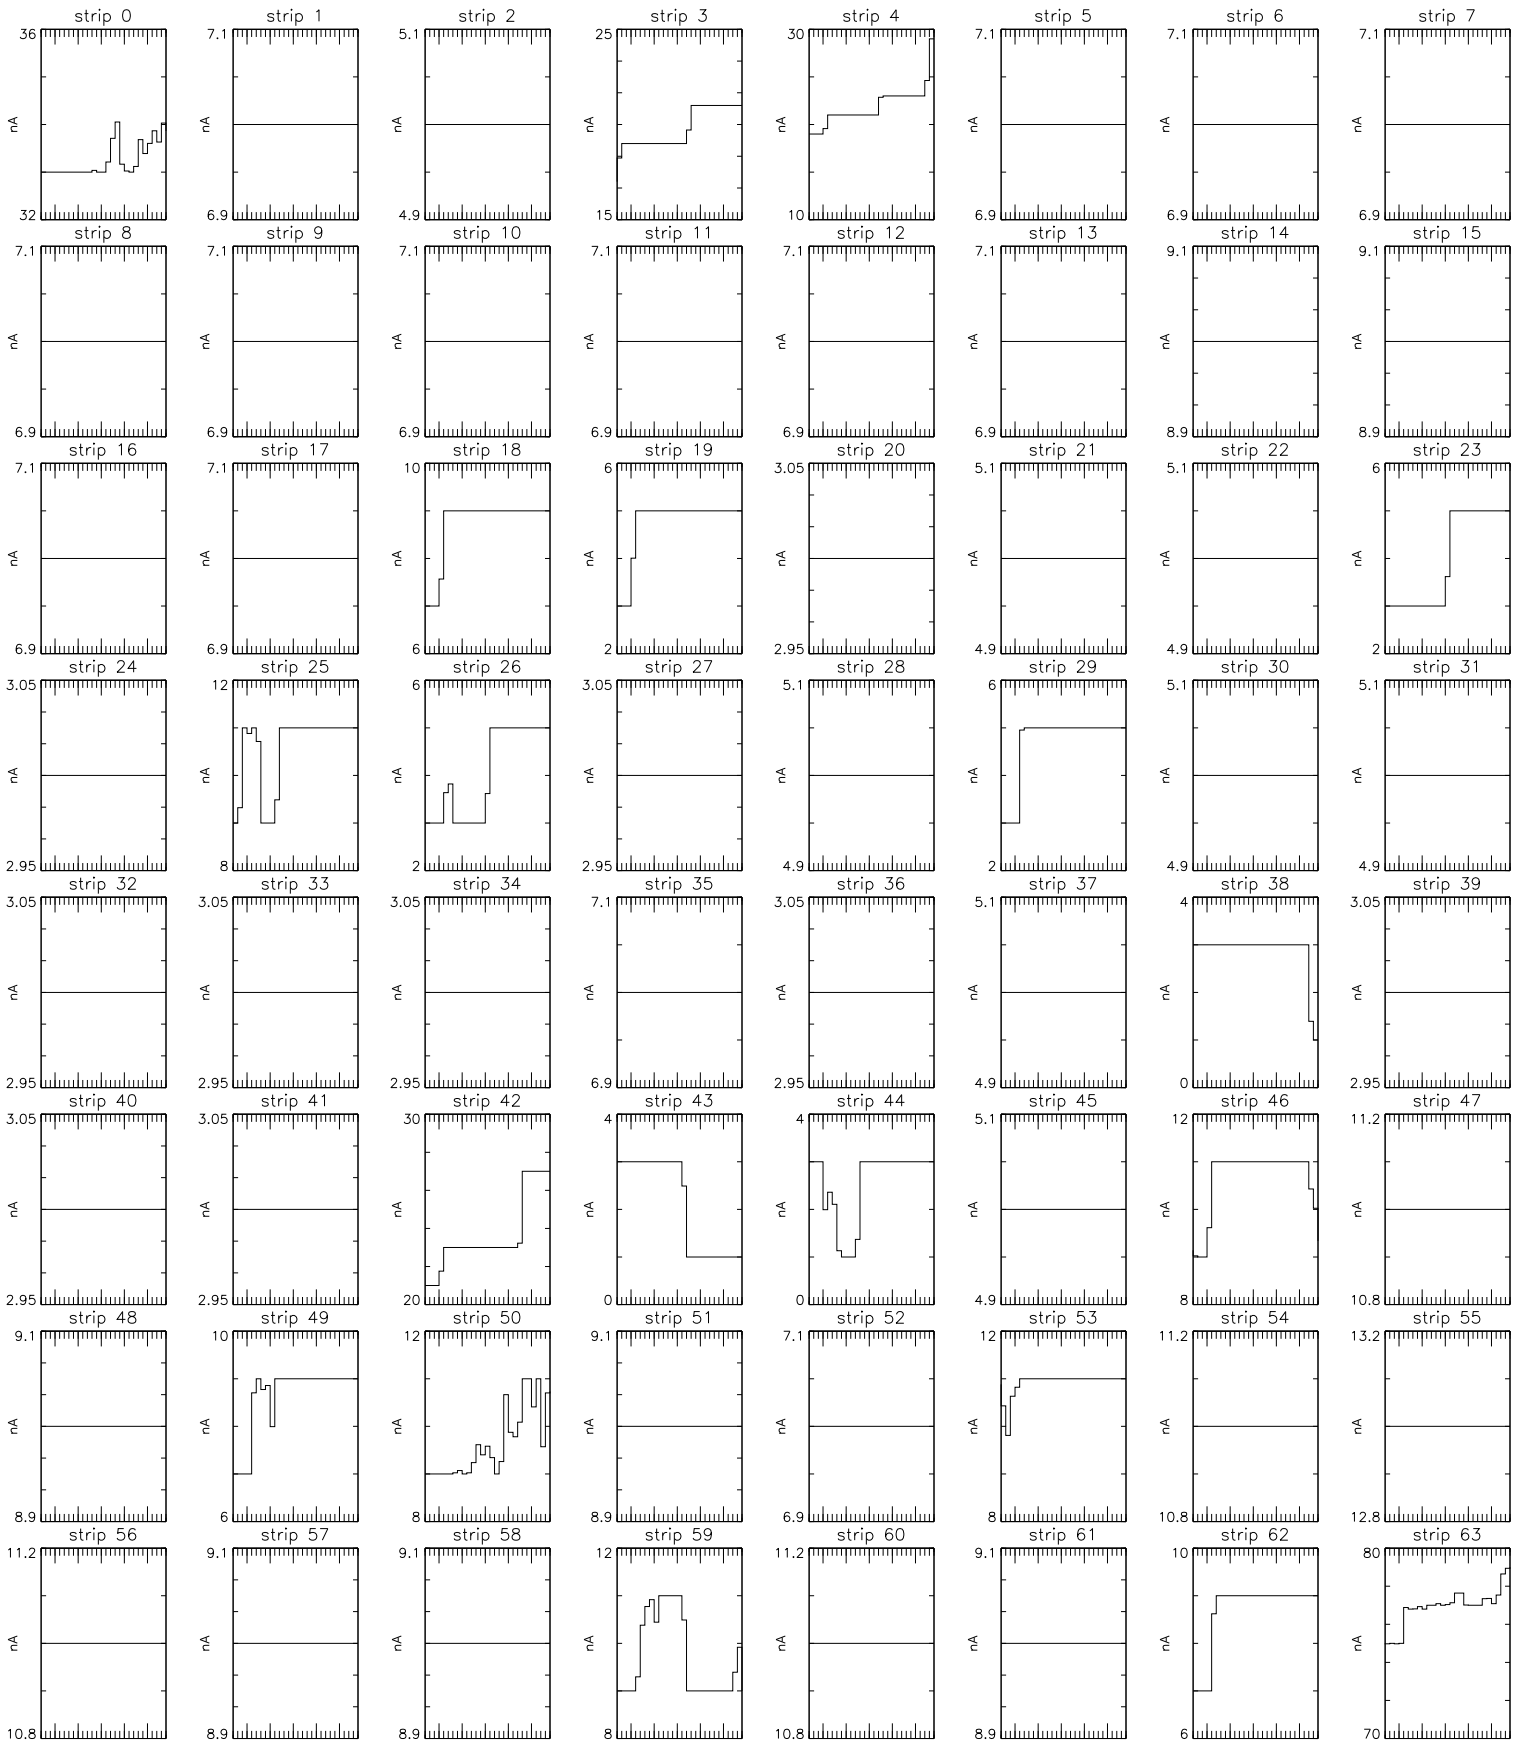 strip 0 strip 1 strip 2 strip 3 strip 4 strip 5 strip 6 strip 7
36 7.1 5.1 25 30 7.1 7.1 7.1
nA nA nA nA nA nA nA nA
32 6.9 4.9 15 10 6.9 6.9 6.9
strip 8 strip 9 strip 10 strip 11 strip 12 strip 13 strip 14 strip 15
7.1 7.1 7.1 7.1 7.1 7.1 9.1 9.1
nA nA nA nA nA nA nA nA
6.9 6.9 6.9 6.9 6.9 6.9 8.9 8.9
strip 16 strip 17 strip 18 strip 19 strip 20 strip 21 strip 22 strip 23
7.1 7.1 10 6 3.05 5.1 5.1 6
nA nA nA nA nA nA nA nA
6.9 6.9 6 2 2.95 4.9 4.9 2
strip 24 strip 25 strip 26 strip 27 strip 28 strip 29 strip 30 strip 31
3.05 12 6 3.05 5.1 6 5.1 5.1
nA nA nA nA nA nA nA nA
2.95 8 2 2.95 4.9 2 4.9 4.9
strip 32 strip 33 strip 34 strip 35 strip 36 strip 37 strip 38 strip 39
3.05 3.05 3.05 7.1 3.05 5.1 4 3.05
nA nA nA nA nA nA nA nA
2.95 2.95 2.95 6.9 2.95 4.9 0 2.95
strip 40 strip 41 strip 42 strip 43 strip 44 strip 45 strip 46 strip 47
3.05 3.05 30 4 4 5.1 12 11.2
nA nA nA nA nA nA nA nA
2.95 2.95 20 0 0 4.9 8 10.8
strip 48 strip 49 strip 50 strip 51 strip 52 strip 53 strip 54 strip 55
9.1 10 12 9.1 7.1 12 11.2 13.2
nA nA nA nA nA nA nA nA
8.9 6 8 8.9 6.9 8 10.8 12.8
strip 56 strip 57 strip 58 strip 59 strip 60 strip 61 strip 62 strip 63
11.2 9.1 9.1 12 11.2 9.1 10 80
nA nA nA nA nA nA nA nA
10.8 8.9 8.9 8 10.8 8.9 6 70